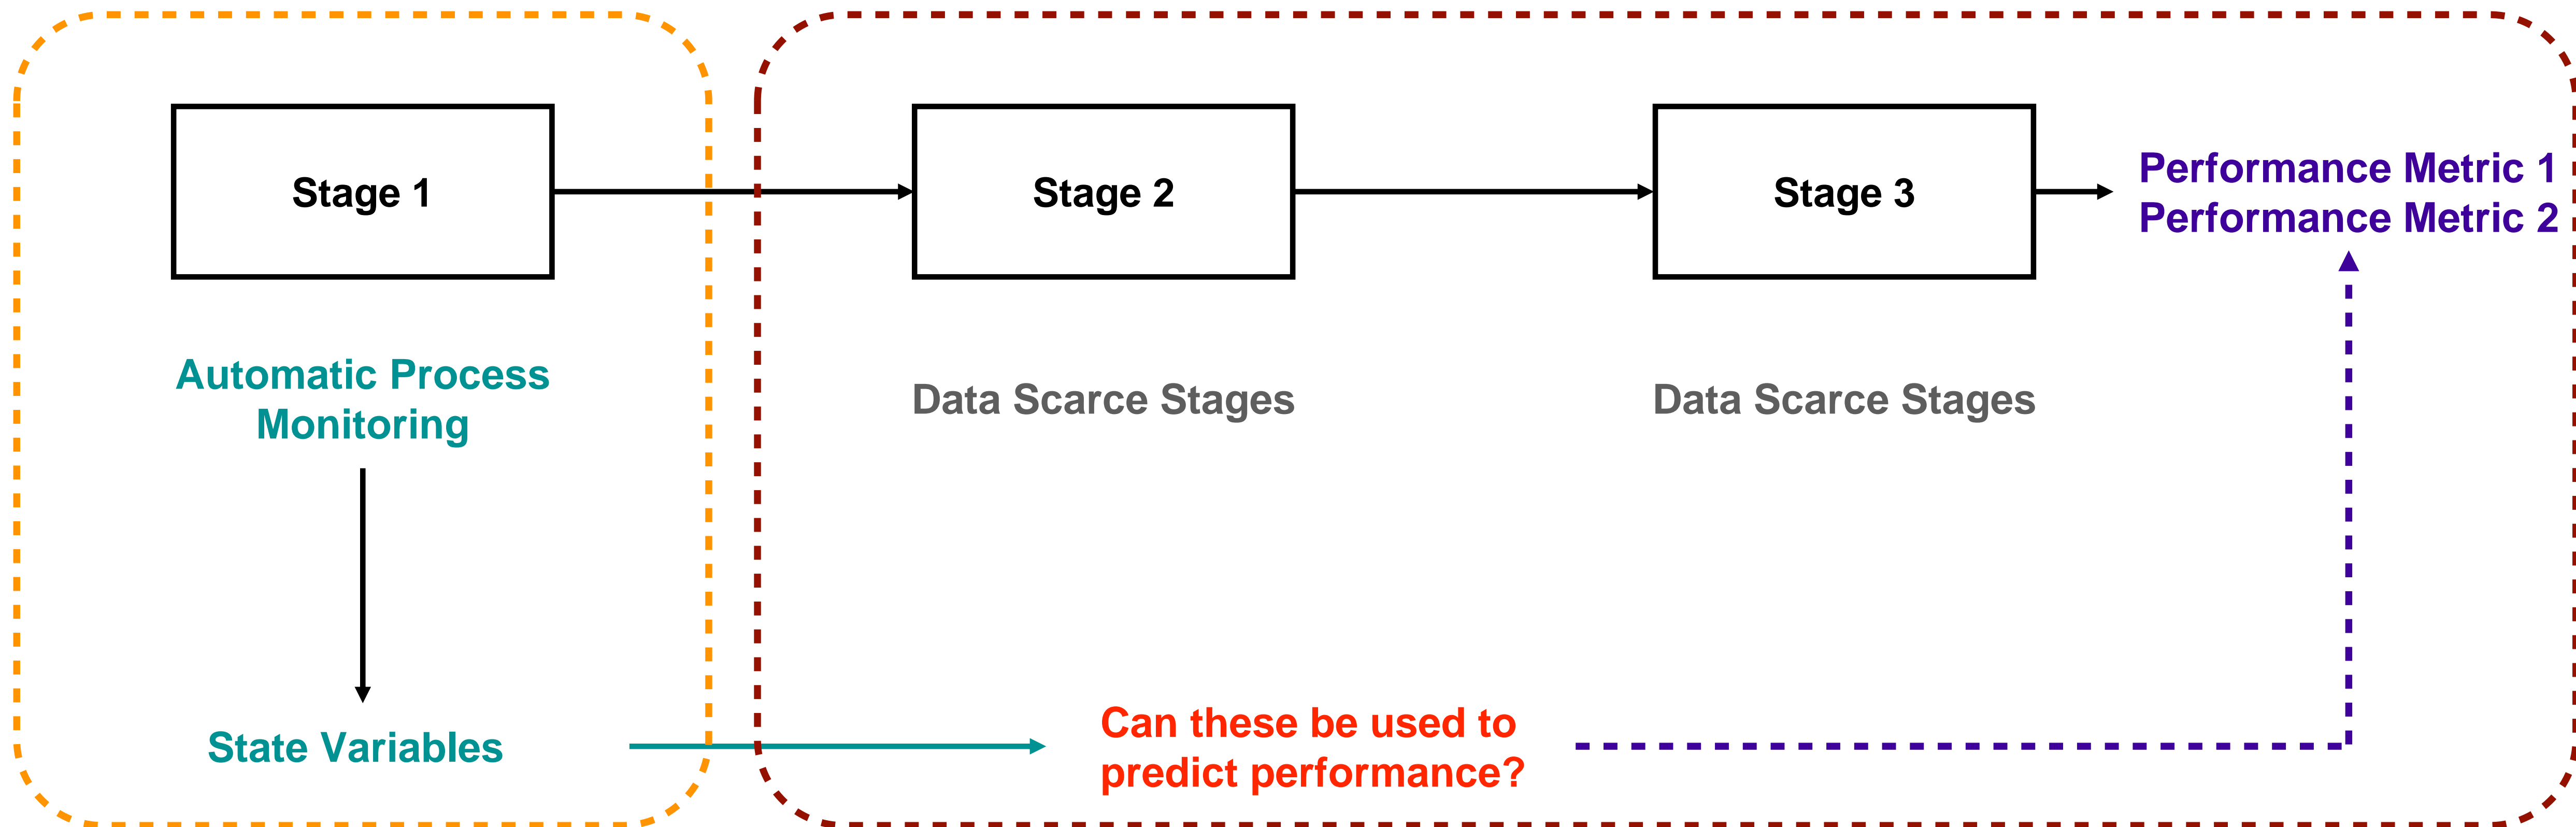 Stage 1
Stage 2
Stage 3
Performance Metric 1
Performance Metric 2
Automatic Process
Monitoring
Data Scarce Stages
Data Scarce Stages
State Variables
Can these be used to
predict performance?